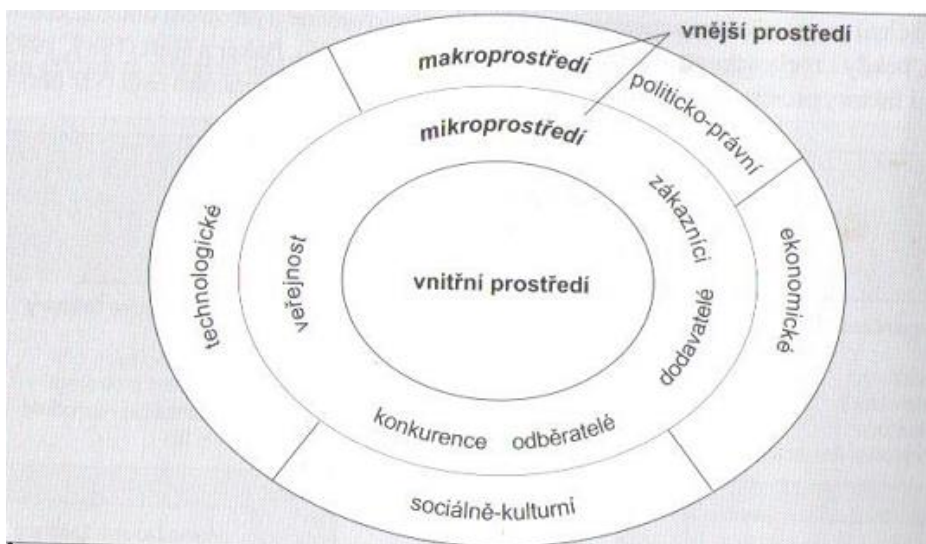 vnější prostředí
makroprostředí
politicko-právní
mikroprostředí
zákazníci
technologické
veřejnost
vnitřní prostředí
ekonomické
dodavatelé
konkurence odběratelé
sociálně-kulturní